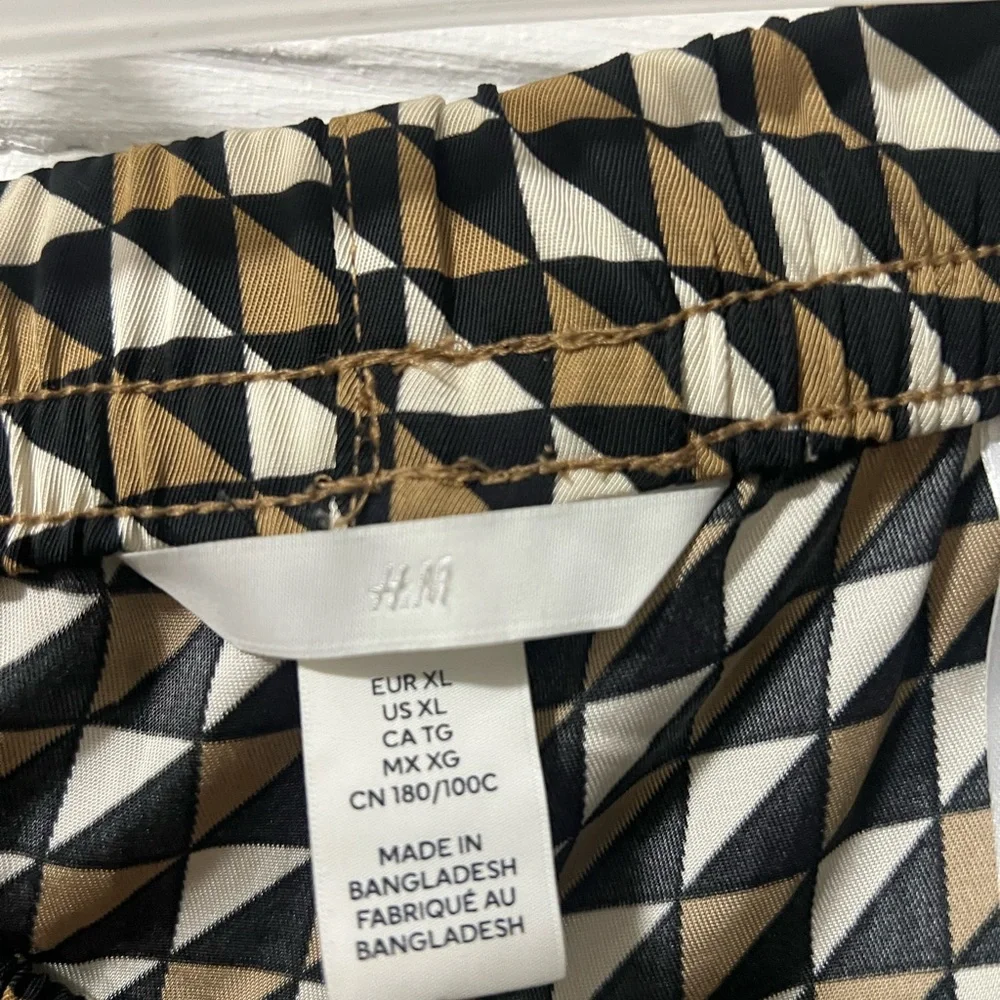 H&M
EUR XL
US XL
CA TG
MX XG
CN 180/100C
MADE IN
BANGLADESH
FABRIQUÉ AU
BANGLADESH